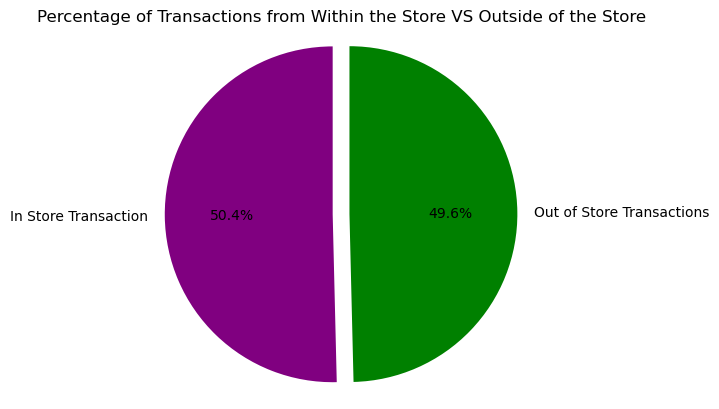 Percentage of Transactions from Within the Store VS Outside of the Store
In Store Transaction
50.4%
49.6%
Out of Store Transactions